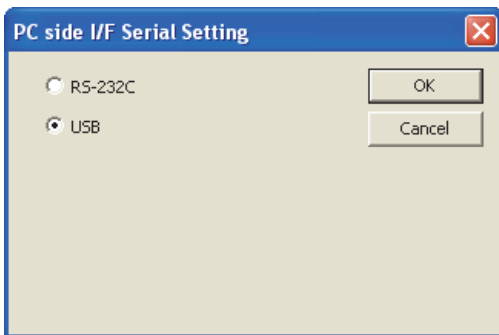 PC side I/F Serial Setting
RS-232C
OK
USB
Cancel